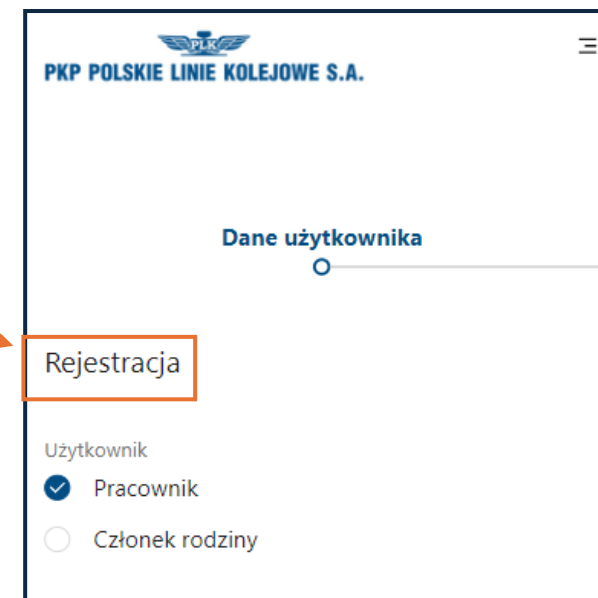 PLK
PKP POLSKIE LINIE KOLEJOWE S.A.
Dane użytkownika
Rejestracja
Użytkownik
Pracownik
Członek rodziny